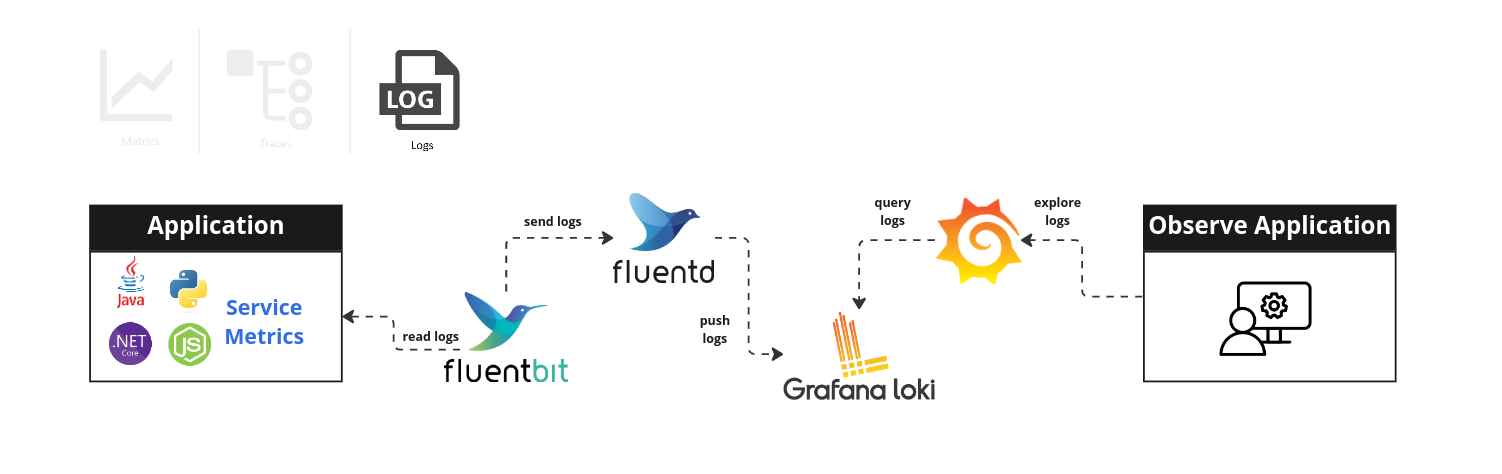 LOG
Metrics
Traces
Logs
Application
Java
.NET
Core
JS
Service
Metrics
read logs
fluentbit
send logs
fluentd
push
logs
query
logs
Grafana loki
explore
logs
Observe Application